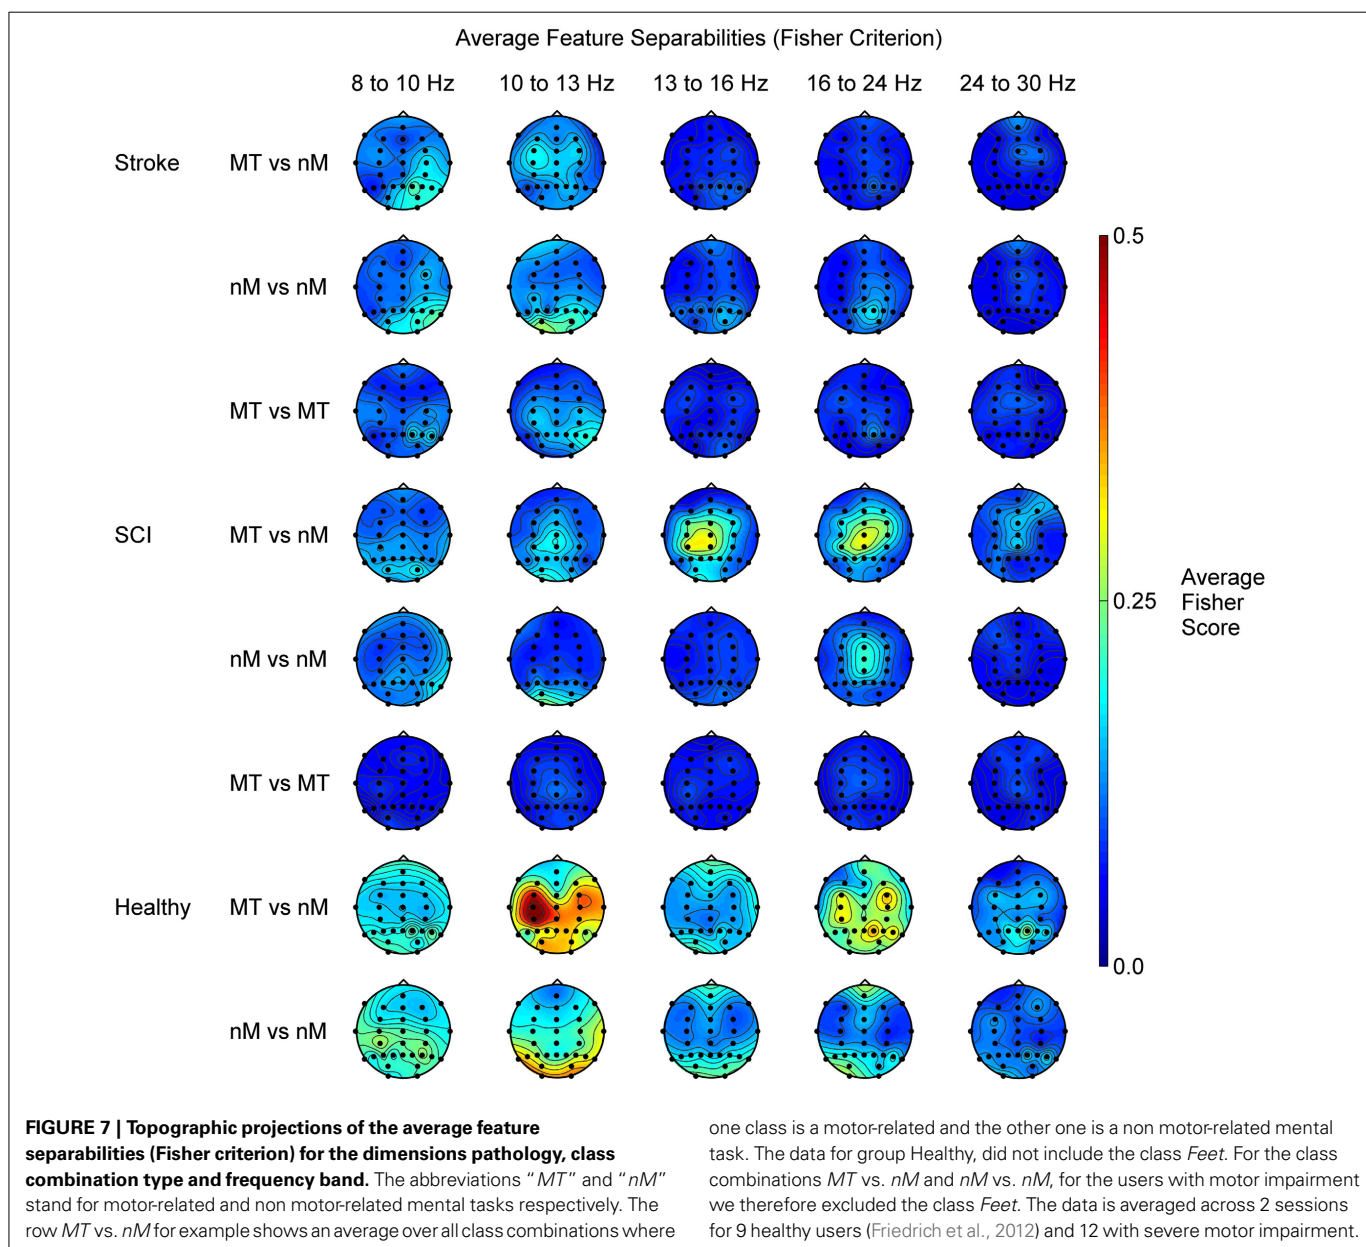 Average Feature Separabilities (Fisher Criterion)
8 to 10 Hz 10 to 13 Hz 13 to 16 Hz 16 to 24 Hz 24 to 30 Hz
Stroke MT vs nM
nM vs nM
MT vs MT
SCI MT vs nM
nM vs nM
MT vs MT
Healthy MT vs nM
nM vs nM
0.5
0.25
0.0
Average
Fisher
Score
FIGURE 7 | Topographic projections of the average feature
separabilities (Fisher criterion) for the dimensions pathology, class
combination type and frequency band. The abbreviations “MT” and “nM”
stand for motor-related and non motor-related mental tasks respectively. The
row MT vs. nM for example shows an average over all class combinations where
one class is a motor-related and the other one is a non motor-related mental
task. The data for group Healthy, did not include the class Feet. For the class
combinations MT vs. nM and nM vs. nM, for the users with motor impairment
we therefore excluded the class Feet. The data is averaged across 2 sessions
for 9 healthy users (Friedrich et al., 2012) and 12 with severe motor impairment.